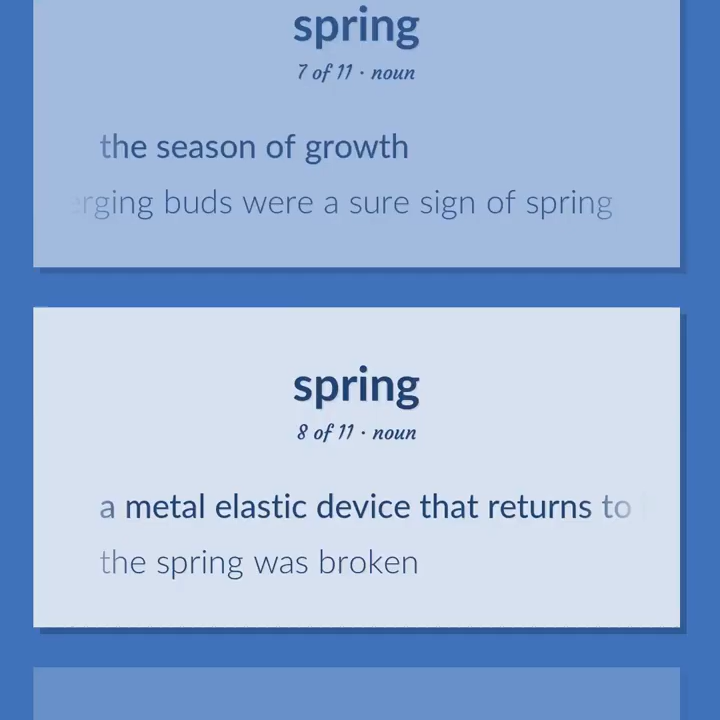 spring
7 of 11 · noun
the season of growth
buds were a sure sign of spring
spring
8 of 11 · noun
a metal elastic device that returns to
the spring was broken